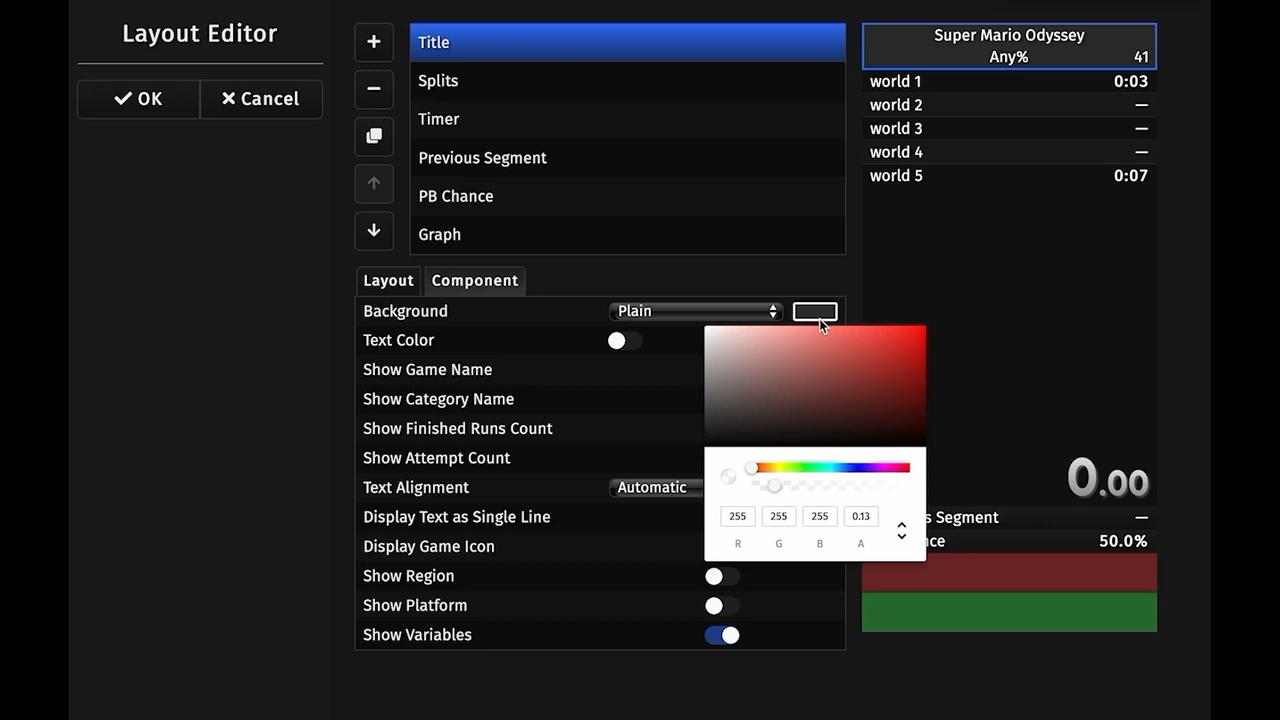 Layout Editor
OK
Cancel
Title
Splits
Timer
Previous Segment
PB Chance
Graph
Layout
Component
Background
Plain
Text Color
Show Game Name
Show Category Name
Show Finished Runs Count
Show Attempt Count
Text Alignment
Automatic
Display Text as Single Line
Display Game Icon
Show Region
Show Platform
Show Variables
255 255 255 0.13
R G B A
Super Mario Odyssey
Any% 41
world 1 0:03
world 2 —
world 3 —
world 4 —
world 5 0:07
0.00
s Segment —
nce 50.0%